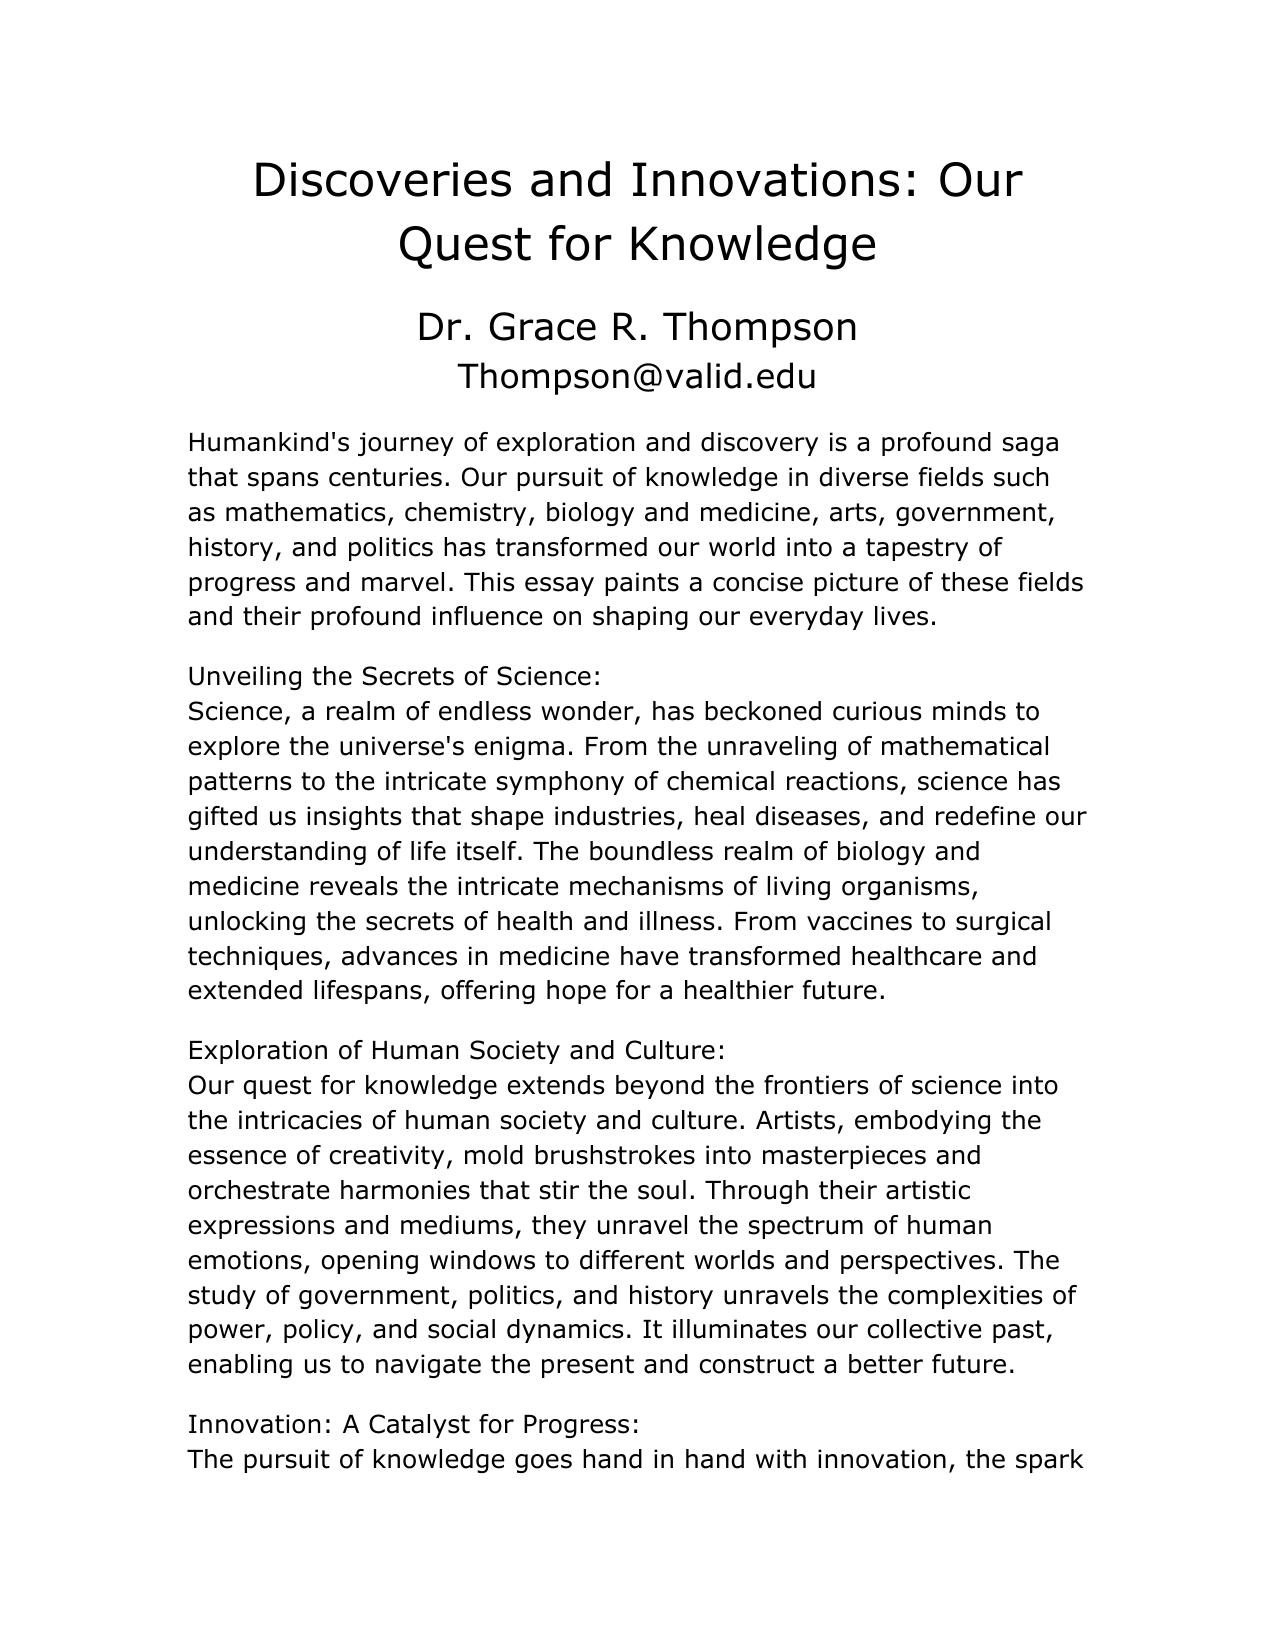 Discoveries and Innovations: Our
Quest for Knowledge
Dr. Grace R. Thompson
Thompson@valid.edu
Humankind's journey of exploration and discovery is a profound saga
that spans centuries. Our pursuit of knowledge in diverse fields such
as mathematics, chemistry, biology and medicine, arts, government,
history, and politics has transformed our world into a tapestry of
progress and marvel. This essay paints a concise picture of these fields
and their profound influence on shaping our everyday lives.
Unveiling the Secrets of Science:
Science, a realm of endless wonder, has beckoned curious minds to
explore the universe's enigma. From the unraveling of mathematical
patterns to the intricate symphony of chemical reactions, science has
gifted us insights that shape industries, heal diseases, and redefine our
understanding of life itself. The boundless realm of biology and
medicine reveals the intricate mechanisms of living organisms,
unlocking the secrets of health and illness. From vaccines to surgical
techniques, advances in medicine have transformed healthcare and
extended lifespans, offering hope for a healthier future.
Exploration of Human Society and Culture:
Our quest for knowledge extends beyond the frontiers of science into
the intricacies of human society and culture. Artists, embodying the
essence of creativity, mold brushstrokes into masterpieces and
orchestrate harmonies that stir the soul. Through their artistic
expressions and mediums, they unravel the spectrum of human
emotions, opening windows to different worlds and perspectives. The
study of government, politics, and history unravels the complexities of
power, policy, and social dynamics. It illuminates our collective past,
enabling us to navigate the present and construct a better future.
Innovation: A Catalyst for Progress:
The pursuit of knowledge goes hand in hand with innovation, the spark